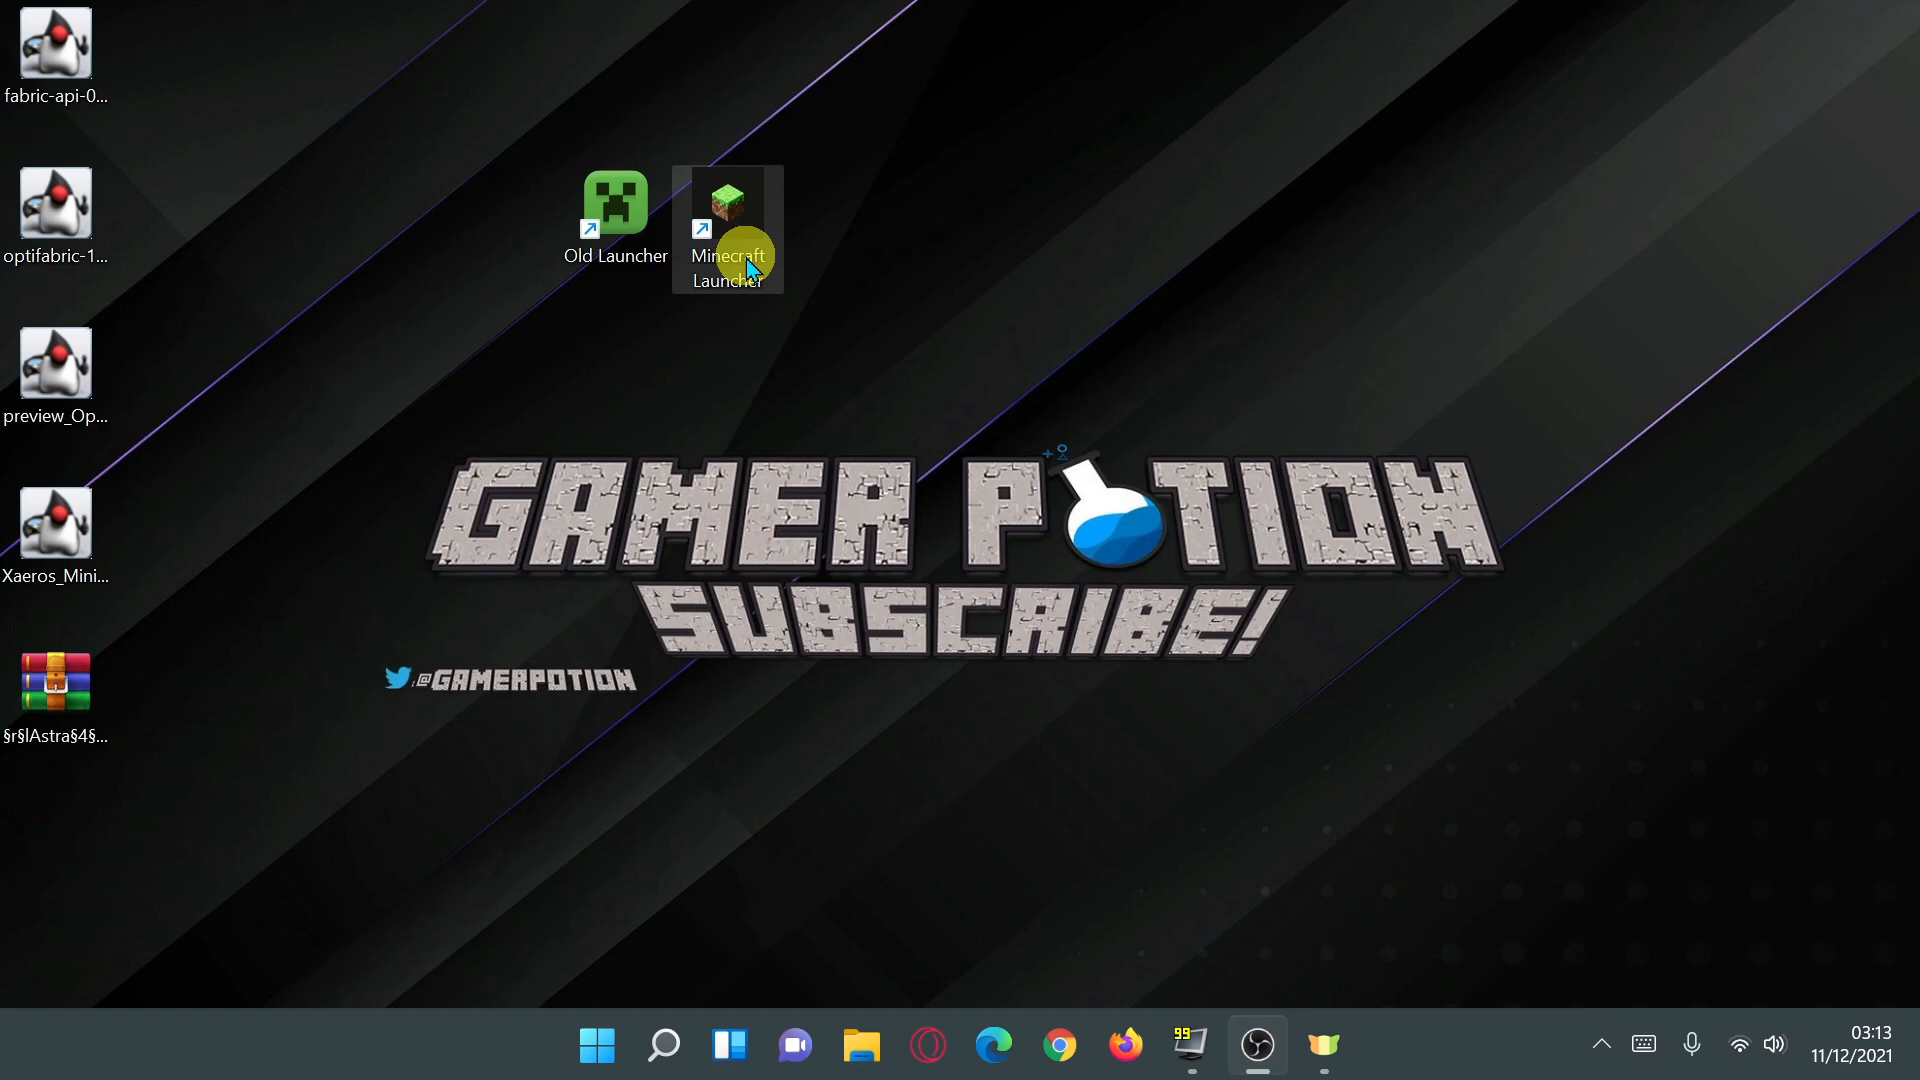 fabric-api-0...
optifabric-1...
preview_Op...
Xaeros_Mini...
§r§lAstra§4§...
Old Launcher
Minecraft
Launcher
GAMER POTION
SUBSCRIBE!
:@GAMERPOTION
99
03:13
11/12/2021